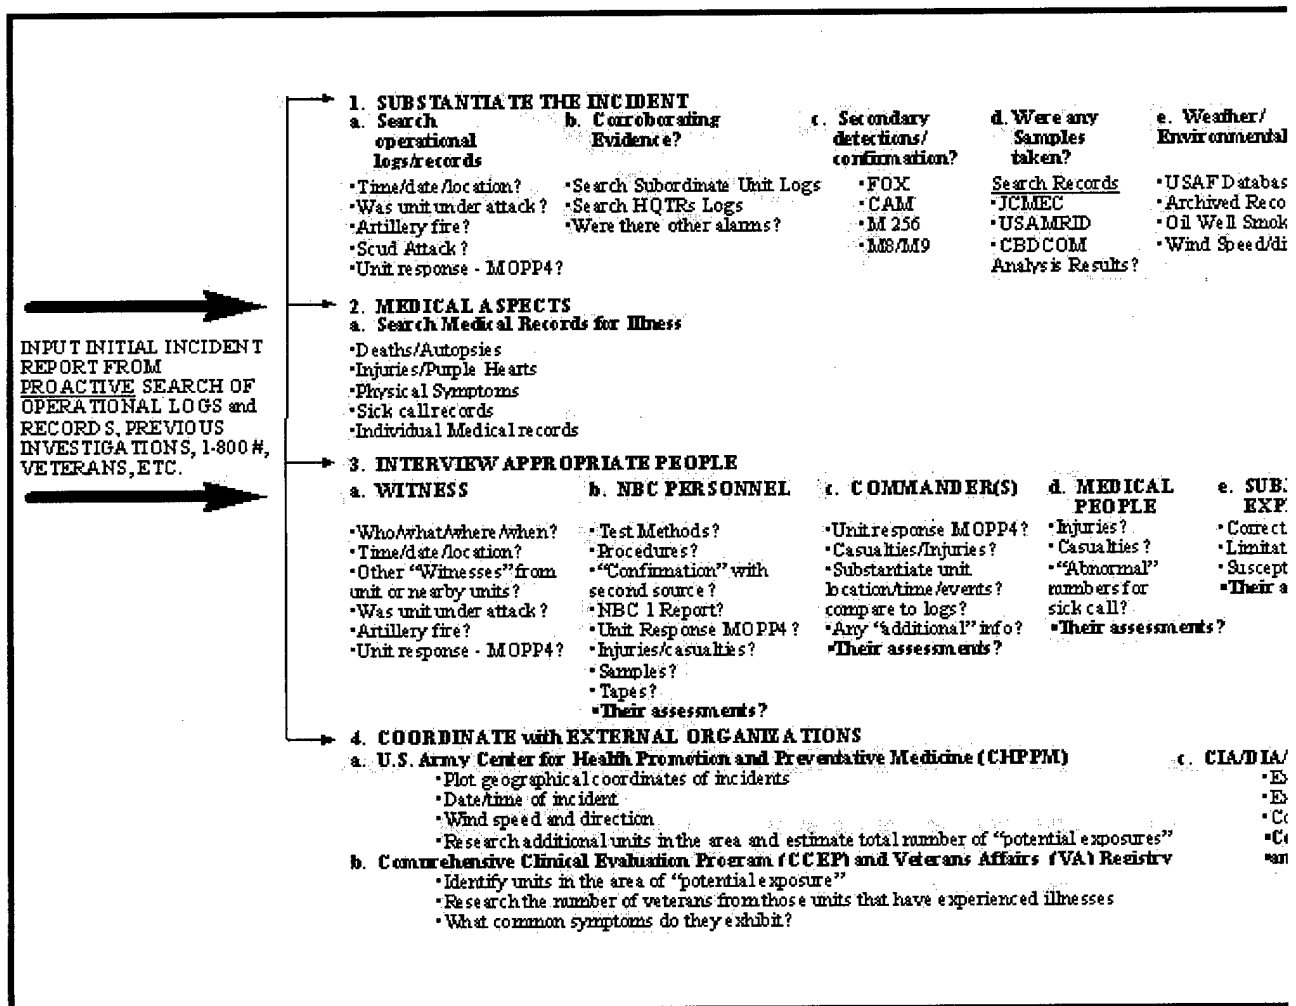 INPUT INITIAL INCIDENT
REPORT FROM
PROACTIVE SEARCH OF
OPERATIONAL LOGS and
RECORDS, PREVIOUS
INVESTIGATIONS, 1-800 #,
VETERANS, ETC.
1. SUBSTANTIATE THE INCIDENT
a. Search
operational
logs/records
•Time/date/location?
•Was unit under attack?
•Artillery fire?
•Scud Attack?
•Unit response - MOPP4?
b. Corroborating
Evidence?
•Search Subordinate Unit Logs
•Search HQTRs Logs
•Were there other alarms?
c. Secondary
detections/
confirmation?
•FOX
•CAM
•M 256
•M8/M9
d. Were any
Samples
taken?
Search Records
•JCMEC
•USAMRID
•CBDCOM
Analysis Results?
e. Weather/
Environmental
•USAF Databas
•Archived Reco
•Oil Well Smok
•Wind Speed/di
2. MEDICAL ASPECTS
a. Search Medical Records for Illness
•Deaths/Autopsies
•Injuries/Purple Hearts
•Physical Symptoms
•Sick call records
•Individual Medical records
3. INTERVIEW APPROPRIATE PEOPLE
a. WITNESS
•Who/what/where/when?
•Time/date/location?
•Other “Witnesses” from
unit or nearby units?
•Was unit under attack?
•Artillery fire?
•Unit response - MOPP4?
b. NBC PERSONNEL
•Test Methods?
•Procedures?
•“Confirmation” with
second source?
•NBC 1 Report?
•Unit Response MOPP4?
•Injuries/casualties?
•Samples?
•Tapes?
•Their assessments?
c. COMMANDER(S)
•Unit response MOPP4?
•Casualties/Injuries?
•Substantiate unit
location/time/events?
compare to logs?
•Any “additional” info?
•Their assessments?
d. MEDICAL
PEOPLE
•Injuries?
•Casualties?
•“Abnormal”
numbers for
sick call?
•Their assessments?
e. SUB
EXP
•Correct
•Limitat
•Suscept
•Their a
4. COORDINATE with EXTERNAL ORGANIZATIONS
a. U.S. Army Center for Health Promotion and Preventative Medicine (CHPPM)
•Plot geographical coordinates of incidents
•Date/time of incident
•Wind speed and direction
•Research additional units in the area and estimate total number of “potential exposures”
b. Comprehensive Clinical Evaluation Program (CCEP) and Veterans Affairs (VA) Registry
•Identify units in the area of “potential exposure”
•Research the number of veterans from those units that have experienced illnesses
•What common symptoms do they exhibit?
c. CIA/DIA/